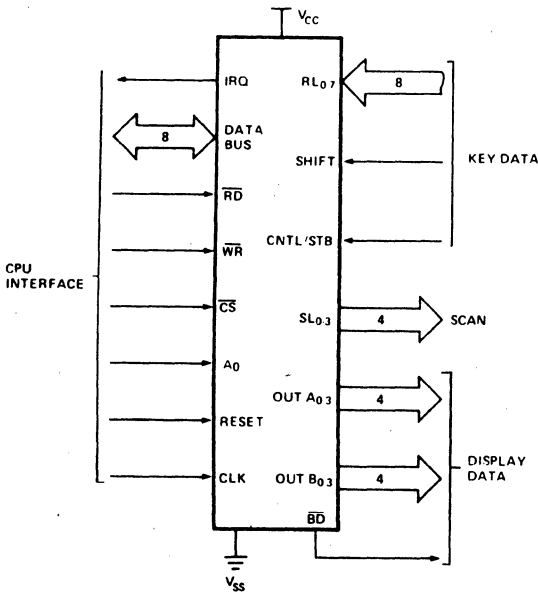 VCC
IRQ
RL0 7
8
DATA
BUS
8
KEY DATA
SHIFT
RD
CNTL/STB
WR
CPU
INTERFACE
CS
SL0-3
4
SCAN
A0
OUT A0 3
4
RESET
DISPLAY
DATA
CLK
OUT B0 3
4
BD
VSS